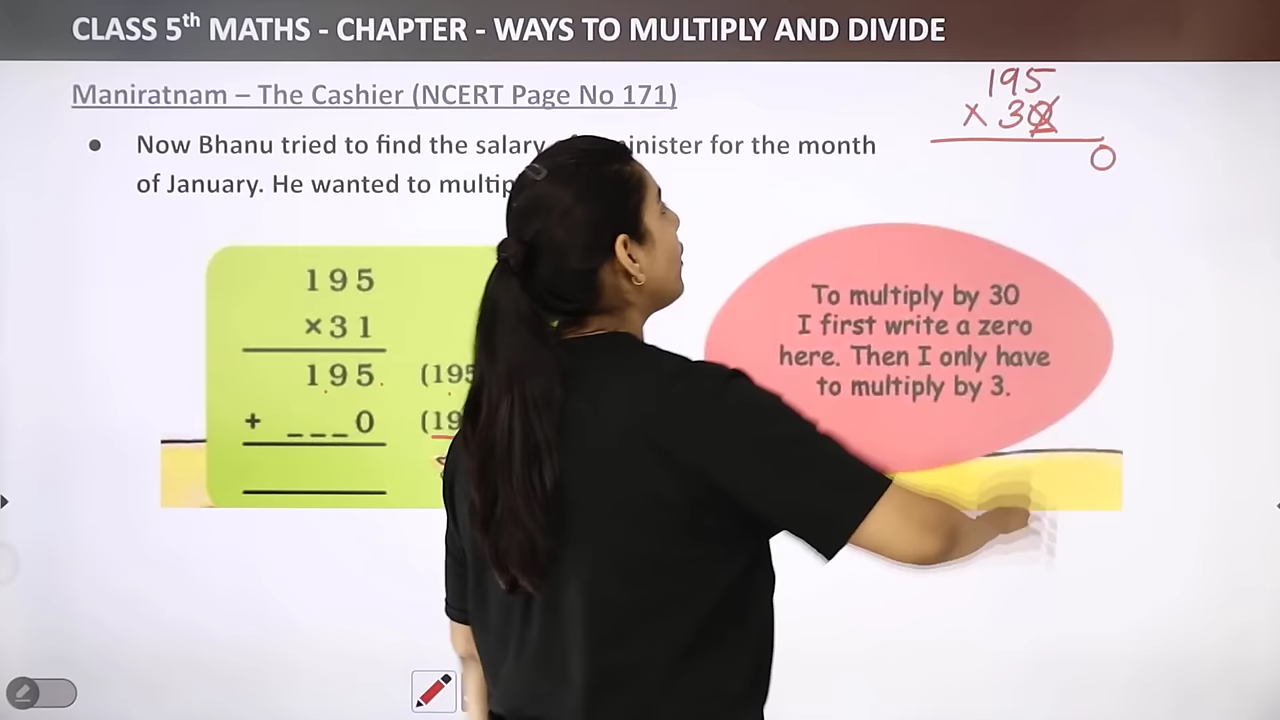 CLASS 5th MATHS - CHAPTER - WAYS TO MULTIPLY AND DIVIDE
Maniratnam – The Cashier (NCERT Page No 171)
195
× 30
0
• Now Bhanu tried to find the salary for the month
of January. He wanted to
195
×31
195 (195
+ ___0 (19
To multiply by 30
I first write a zero
here. Then I only have
to multiply by 3.